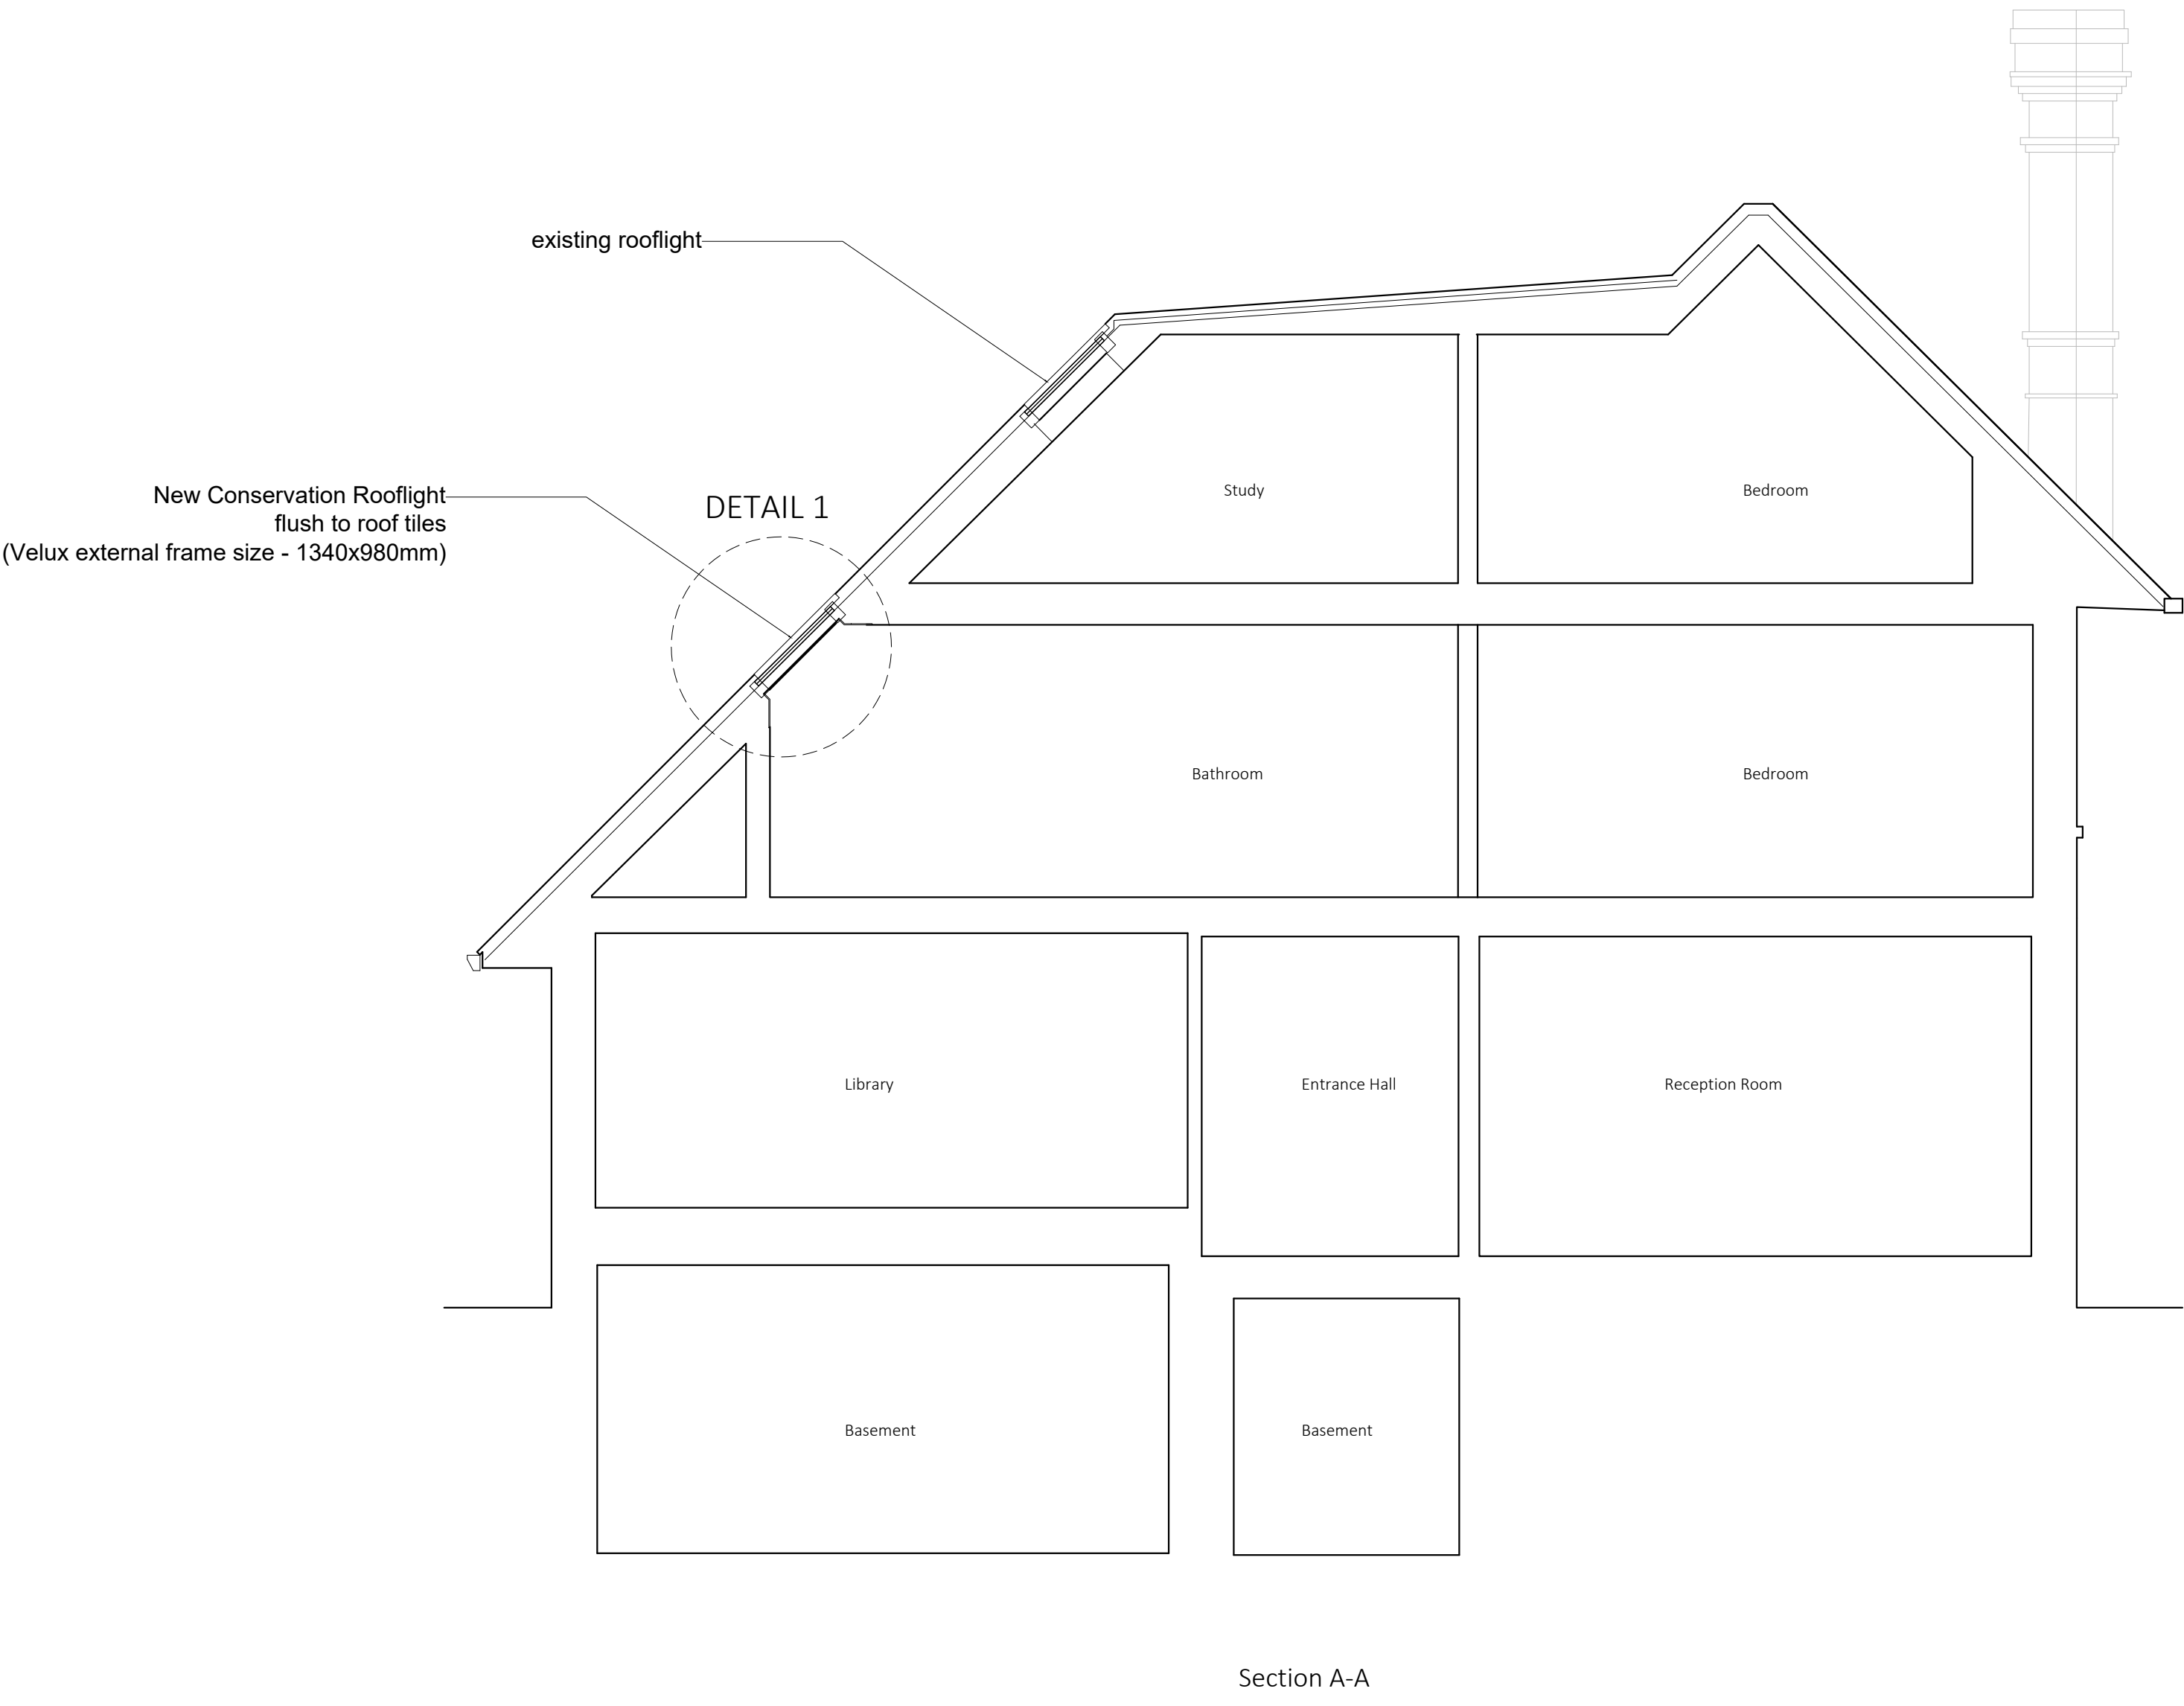 existing rooflight
New Conservation Rooflight
flush to roof tiles
(Velux external frame size - 1340x980mm)
DETAIL 1
Study
Bedroom
Bathroom
Bedroom
Library
Entrance Hall
Reception Room
Basement
Basement
Section A-A